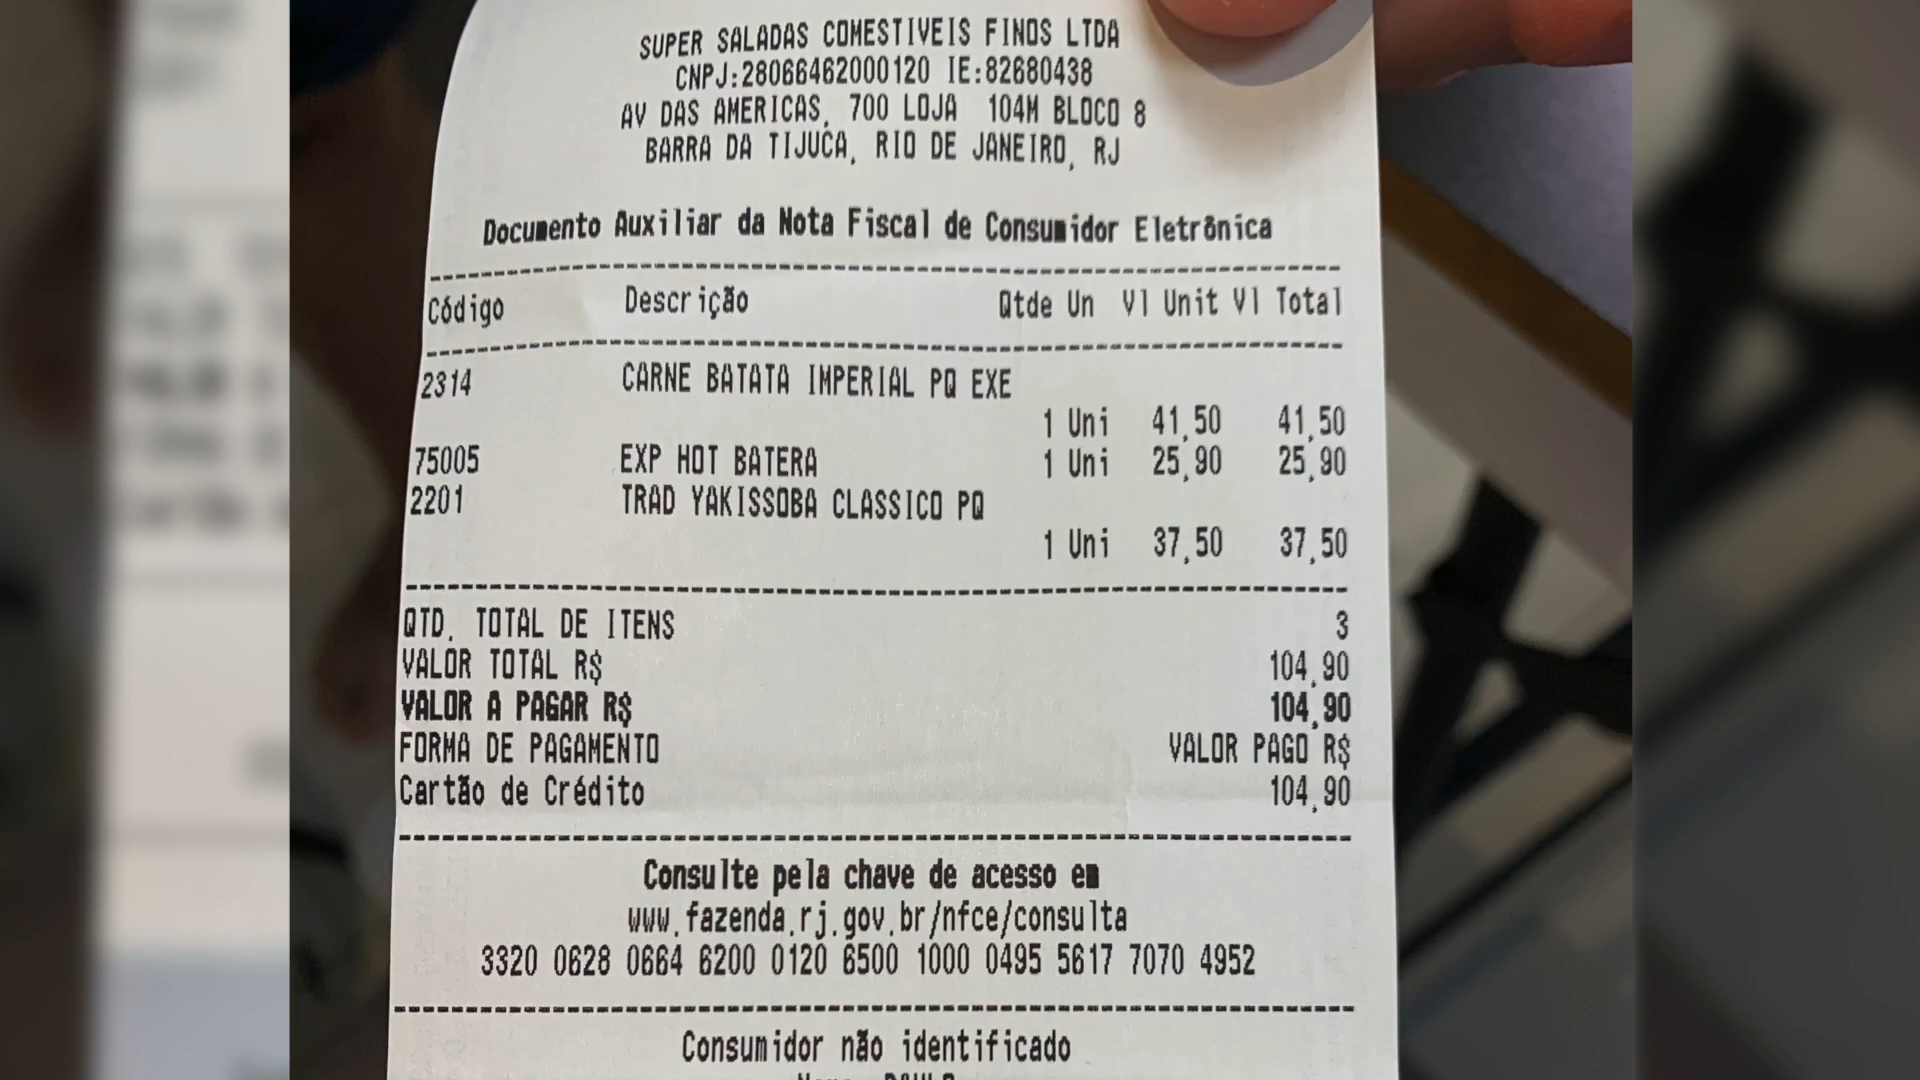 SUPER SALADAS COMESTIVEIS FINOS LTDA
CNPJ:28066462000120 IE:82680438
AV DAS AMERICAS, 700 LOJA 104M BLOCO 8
BARRA DA TIJUCA, RIO DE JANEIRO, RJ
Documento Auxiliar da Nota Fiscal de Consumidor Eletrônica
Código Descrição Qtde Un Vl Unit Vl Total
2314 CARNE BATATA IMPERIAL PQ EXE
1 Uni 41,50 41,50
75005 EXP HOT BATERA 1 Uni 25,90 25,90
2201 TRAD YAKISSOBA CLASSICO PQ
1 Uni 37,50 37,50
QTD. TOTAL DE ITENS 3
VALOR TOTAL R$ 104,90
VALOR A PAGAR R$ 104,90
FORMA DE PAGAMENTO VALOR PAGO R$
Cartão de Crédito 104,90
Consulte pela chave de acesso em
www.fazenda.rj.gov.br/nfce/consulta
3320 0628 0664 6200 0120 6500 1000 0495 5617 7070 4952
Consumidor não identificado